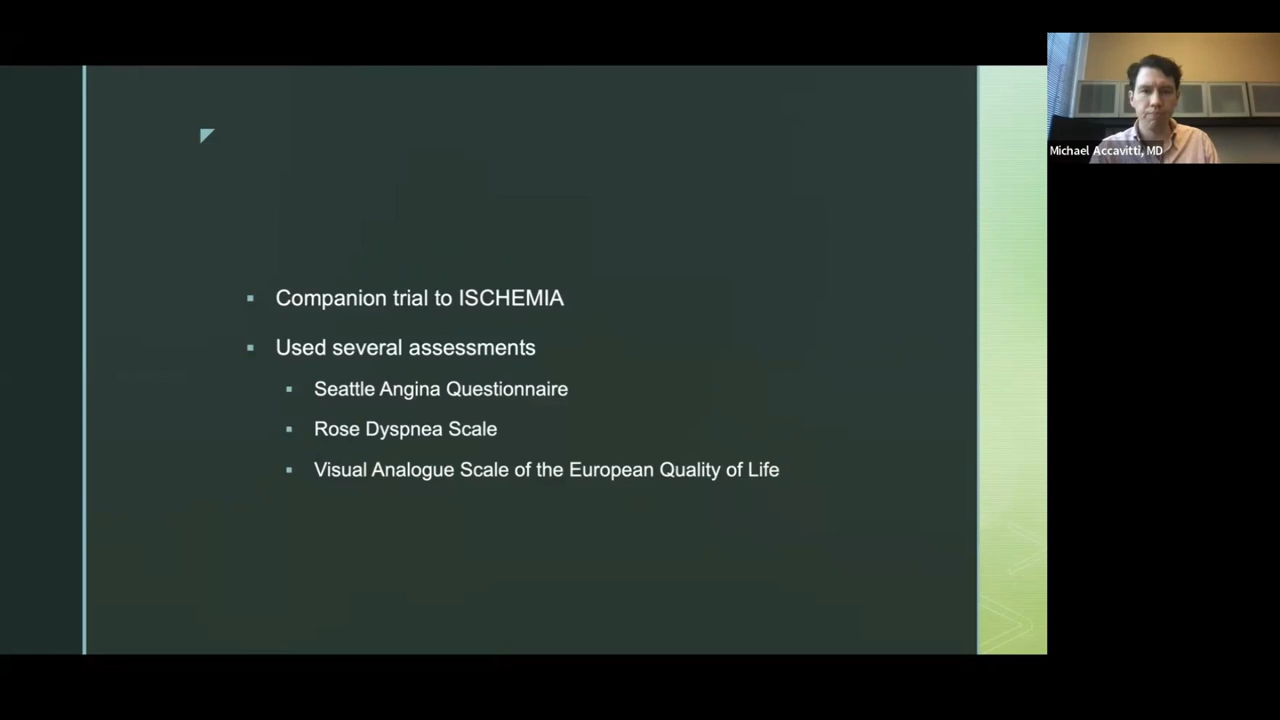 Michael Accavitti, MD
Companion trial to ISCHEMIA
Used several assessments
Seattle Angina Questionnaire
Rose Dyspnea Scale
Visual Analogue Scale of the European Quality of Life